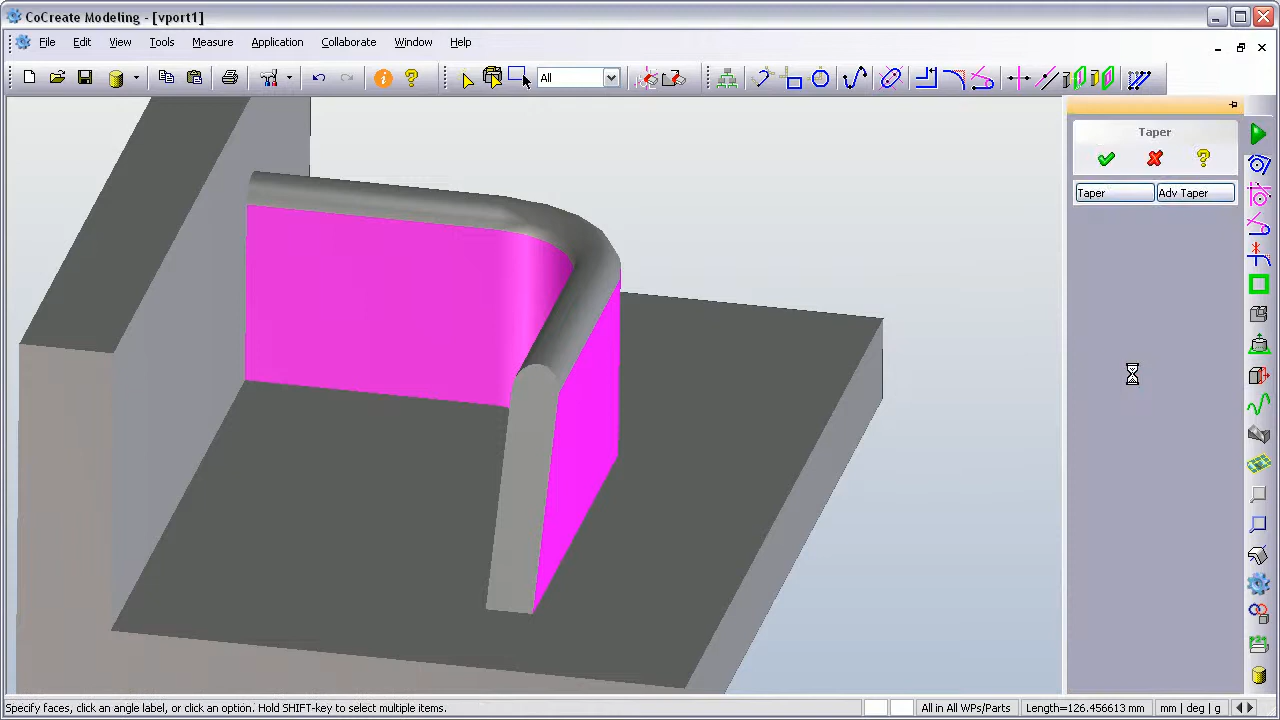 CoCreate Modeling - [vport1]
File Edit View Tools Measure Application Collaborate Window Help
All
Taper
Taper Adv Taper
Specify faces, click an angle label, or click an option. Hold SHIFT-key to select multiple items. All in All WPs/Parts Length=126.456613 mm mm | deg | g